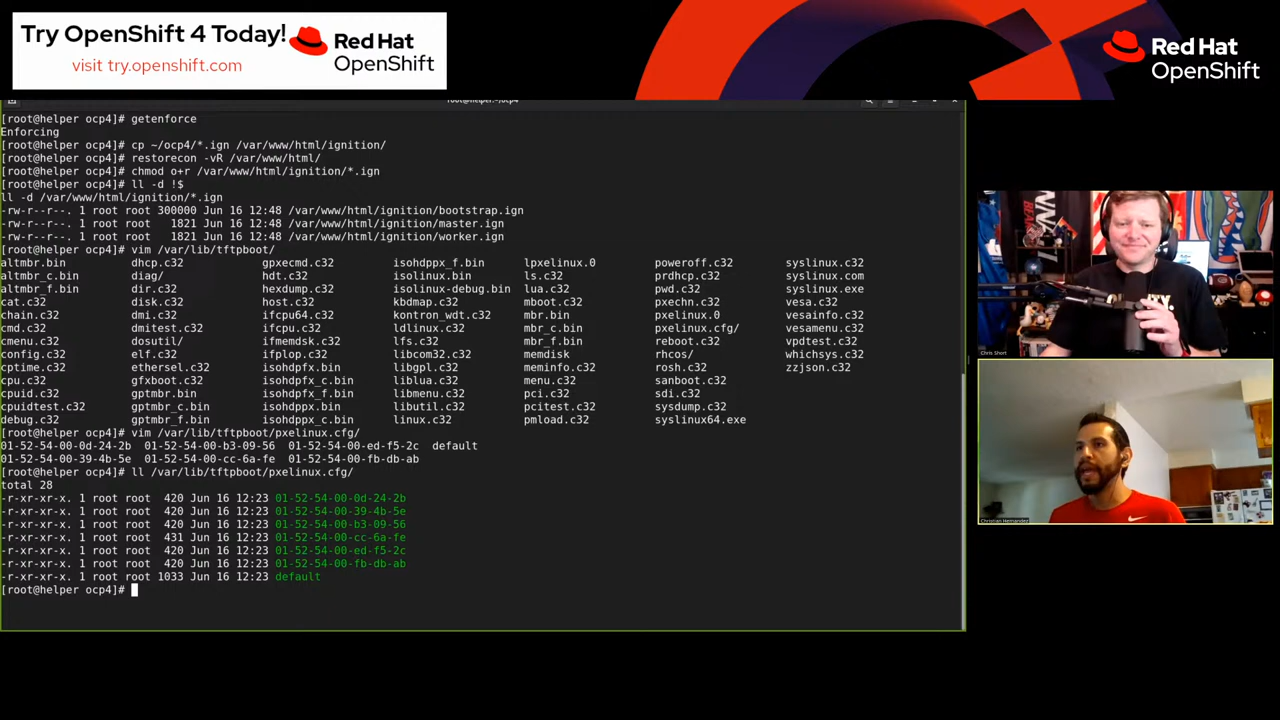 Try OpenShift 4 Today!
visit try.openshift.com
Red Hat
OpenShift
Red Hat
OpenShift
root@helper:~/ocp4
[root@helper ocp4]# getenforce
Enforcing
[root@helper ocp4]# cp ~/ocp4/*.ign /var/www/html/ignition/
[root@helper ocp4]# restorecon -vR /var/www/html/
[root@helper ocp4]# chmod o+r /var/www/html/ignition/*.ign
[root@helper ocp4]# ll -d !$
ll -d /var/www/html/ignition/*.ign
-rw-r--r--. 1 root root 300000 Jun 16 12:48 /var/www/html/ignition/bootstrap.ign
-rw-r--r--. 1 root root   1821 Jun 16 12:48 /var/www/html/ignition/master.ign
-rw-r--r--. 1 root root   1821 Jun 16 12:48 /var/www/html/ignition/worker.ign
[root@helper ocp4]# vim /var/lib/tftpboot/
altmbr.bin dhcp.c32 gpxecmd.c32 isohdppx_f.bin lpxelinux.0 poweroff.c32 syslinux.c32
altmbr_c.bin diag/ hdt.c32 isolinux.bin ls.c32 prdhcp.c32 syslinux.com
altmbr_f.bin dir.c32 hexdump.c32 isolinux-debug.bin lua.c32 pwd.c32 syslinux.exe
cat.c32 disk.c32 host.c32 kbdmap.c32 mboot.c32 pxechn.c32 vesa.c32
chain.c32 dmi.c32 ifcpu64.c32 kontron_wdt.c32 mbr.bin pxelinux.0 vesainfo.c32
cmd.c32 dmitest.c32 ifcpu.c32 ldlinux.c32 mbr_c.bin pxelinux.cfg/ vesamenu.c32
cmenu.c32 dosutil/ ifmemdsk.c32 lfs.c32 mbr_f.bin reboot.c32 vpdtest.c32
config.c32 elf.c32 ifplop.c32 libcom32.c32 memdisk rhcos/ whichsys.c32
cptime.c32 ethersel.c32 isohdpfx.bin libgpl.c32 meminfo.c32 rosh.c32 zzjson.c32
cpu.c32 gfxboot.c32 isohdpfx_c.bin liblua.c32 menu.c32 sanboot.c32
cpuid.c32 gptmbr.bin isohdpfx_f.bin libmenu.c32 pci.c32 sdi.c32
cpuidtest.c32 gptmbr_c.bin isohdppx.bin libutil.c32 pcitest.c32 sysdump.c32
debug.c32 gptmbr_f.bin isohdppx_c.bin linux.c32 pmload.c32 syslinux64.exe
[root@helper ocp4]# vim /var/lib/tftpboot/pxelinux.cfg/
01-52-54-00-0d-24-2b 01-52-54-00-b3-09-56 01-52-54-00-ed-f5-2c default
01-52-54-00-39-4b-5e 01-52-54-00-cc-6a-fe 01-52-54-00-fb-db-ab
[root@helper ocp4]# ll /var/lib/tftpboot/pxelinux.cfg/
total 28
-r-xr-xr-x. 1 root root  420 Jun 16 12:23 01-52-54-00-0d-24-2b
-r-xr-xr-x. 1 root root  420 Jun 16 12:23 01-52-54-00-39-4b-5e
-r-xr-xr-x. 1 root root  420 Jun 16 12:23 01-52-54-00-b3-09-56
-r-xr-xr-x. 1 root root  431 Jun 16 12:23 01-52-54-00-cc-6a-fe
-r-xr-xr-x. 1 root root  420 Jun 16 12:23 01-52-54-00-ed-f5-2c
-r-xr-xr-x. 1 root root  420 Jun 16 12:23 01-52-54-00-fb-db-ab
-r-xr-xr-x. 1 root root 1033 Jun 16 12:23 default
[root@helper ocp4]#
Chris Short
Christian Hernandez